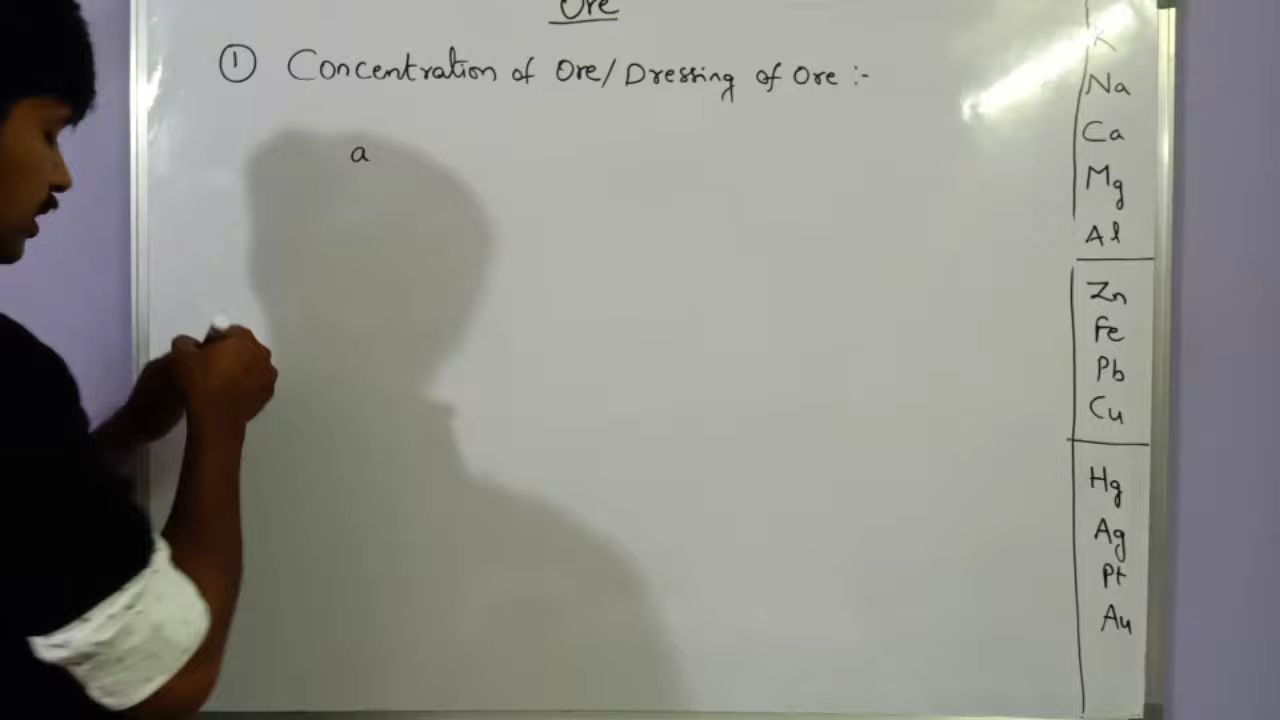 Ore
① Concentration of Ore/Dressing of Ore :-
a
K
Na
Ca
Mg
Al
Zn
Fe
Pb
Cu
Hg
Ag
Pt
Au